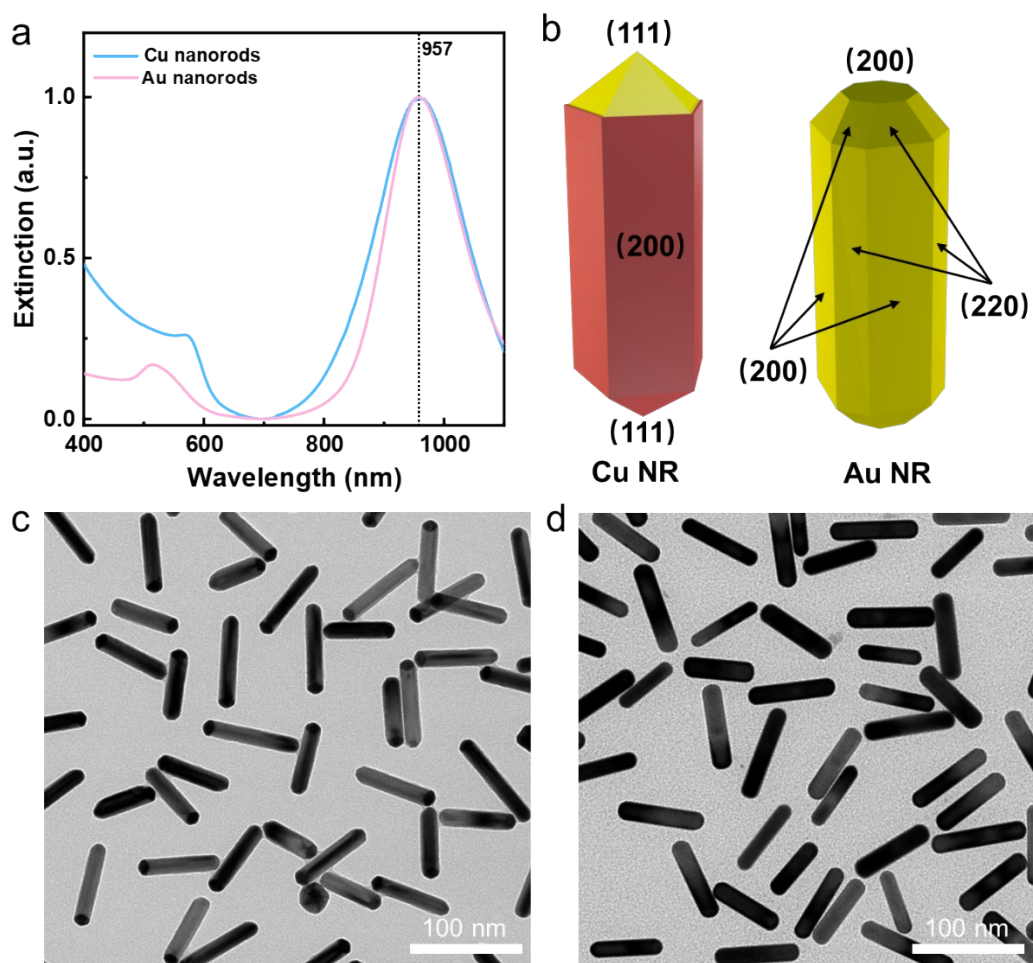 a
Cu nanorods
Au nanorods
957
Extinction (a.u.)
1.0
0.5
0.0
400
600
800
1000
Wavelength (nm)
b
(111)
(200)
(111)
Cu NR
(200)
(220)
(200)
Au NR
c
100 nm
d
100 nm